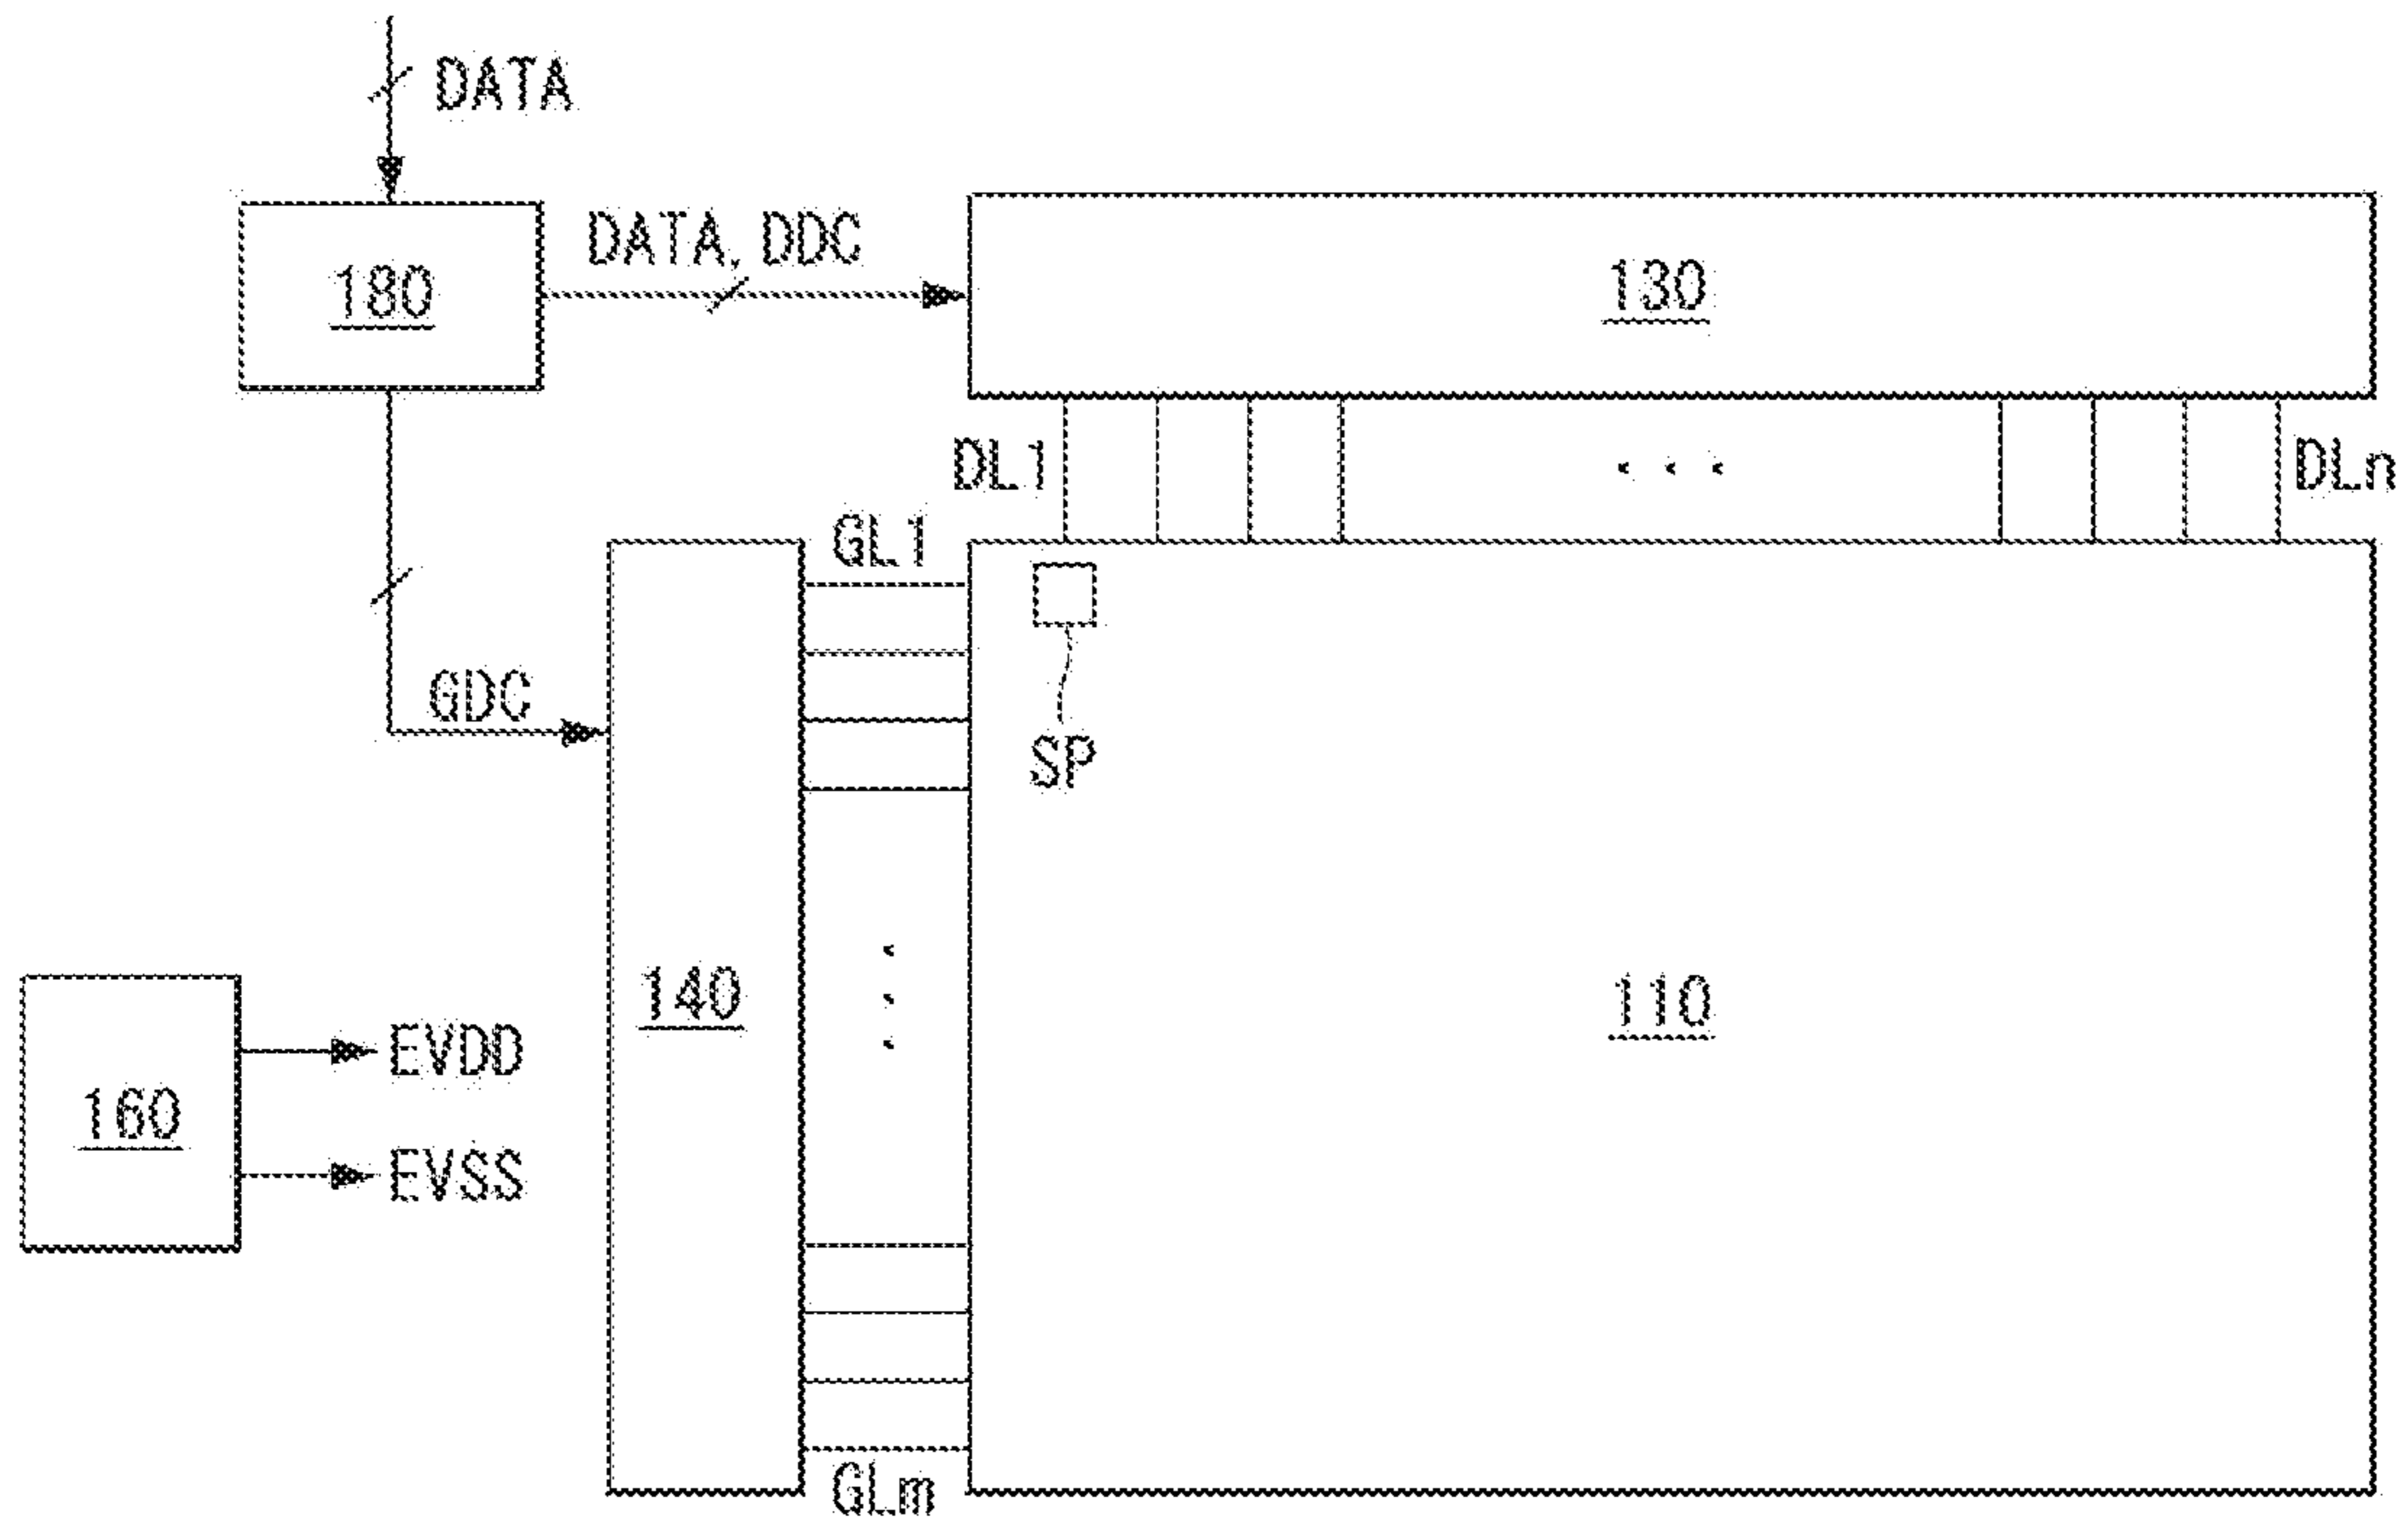 DATA
DATA, DDC
180
130
DL1
DLn
GL1
GDC
SP
140
110
EVDD
160
EVSS
GLm